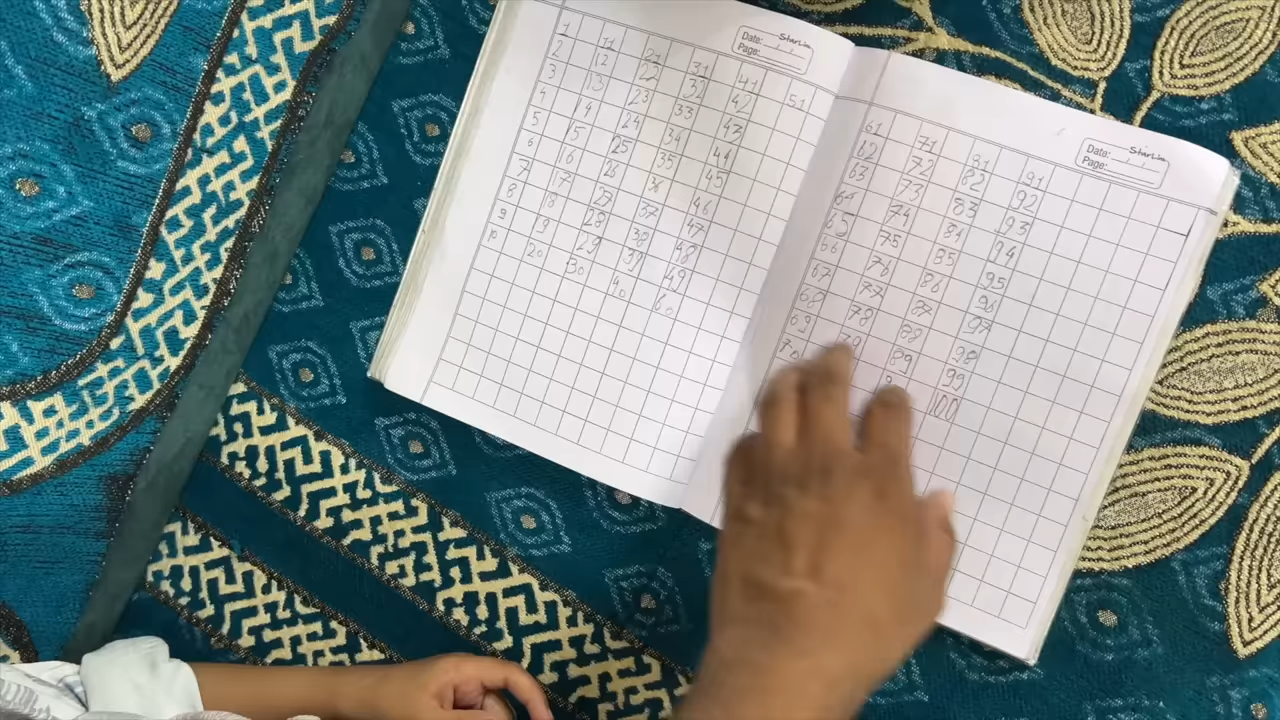 Date: Starlin
Page:
1 11 21 31 41 51
2 12 22 32 42
3 13 23 33 43
4 14 24 34 44
5 15 25 35 45
6 16 26 36 46
7 17 27 37 47
8 18 28 38 48
9 19 29 39 49
10 20 30 40 60
Date: Starlin
Page:
61 71 81 91
62 72 82 92
63 73 83 93
64 74 84 94
65 75 85 95
66 76 86 96
67 77 87 97
68 78 88 98
69 79 89 99
70 100